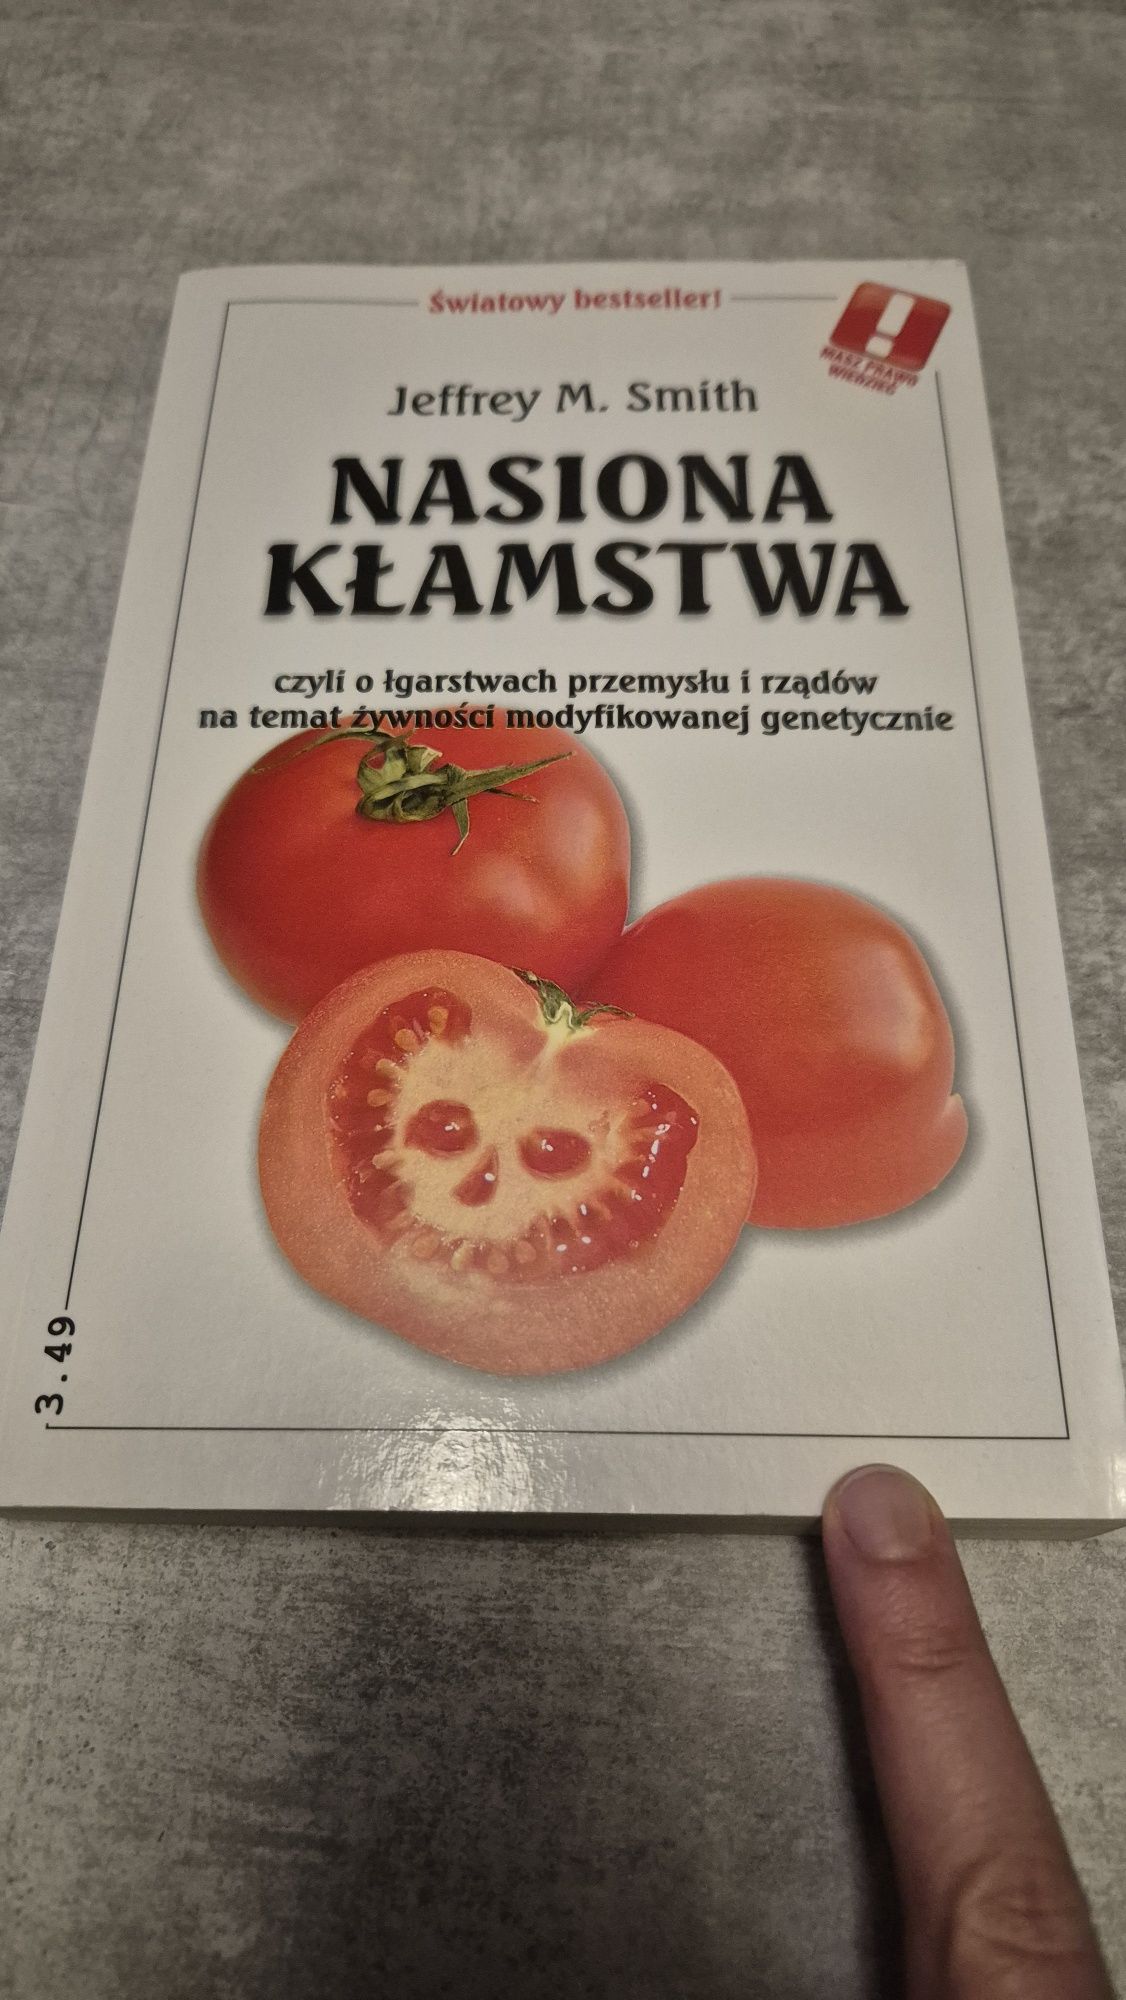 Światowy bestseller!
MASZ PRAWO
WIEDZIEĆ
Jeffrey M. Smith
NASIONA
KŁAMSTWA
czyli o łgarstwach przemysłu i rządów
na temat żywności modyfikowanej genetycznie
3.49